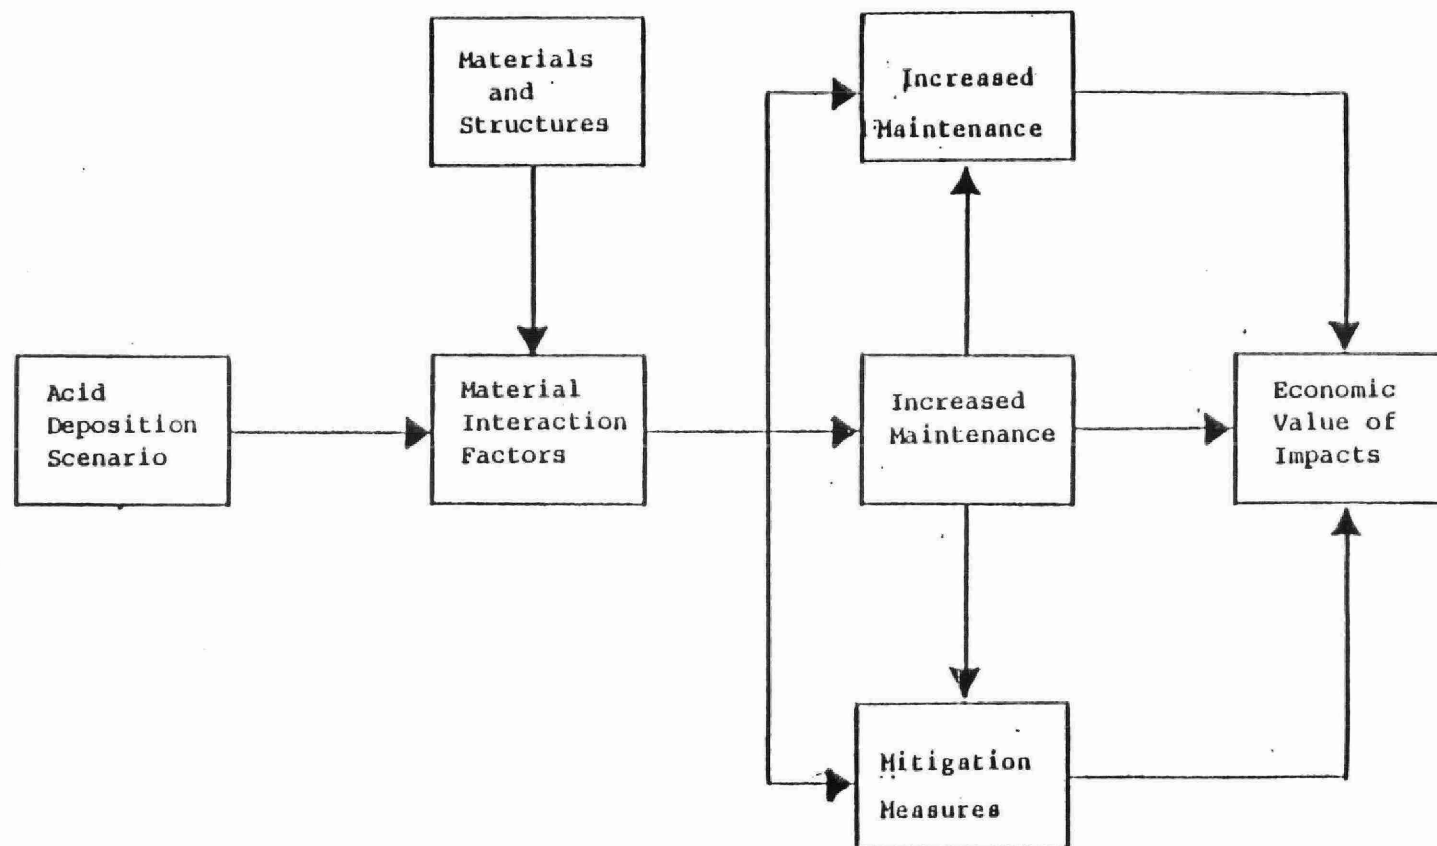 Materials
and
Structures
Increased
Maintenance
Acid
Deposition
Scenario
Material
Interaction
Factors
Increased
Maintenance
Economic
Value of
Impacts
Mitigation
Measures